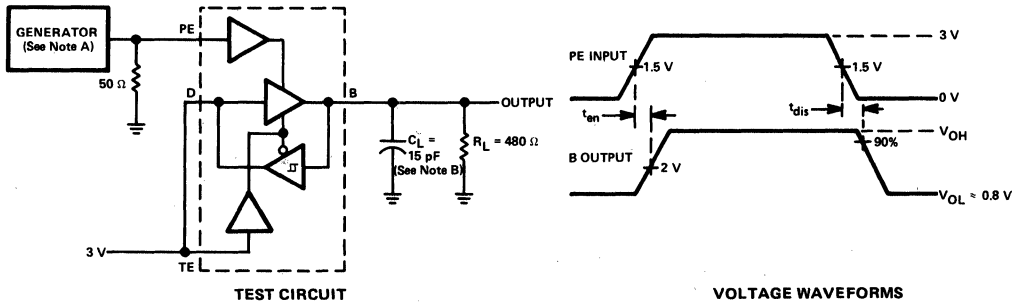 GENERATOR
(See Note A)
PE
50 Ω
D
B
OUTPUT
C_L =
15 pF
(See Note B)
R_L = 480 Ω
3 V
TE
TEST CIRCUIT
PE INPUT
1.5 V
1.5 V
3 V
0 V
t_en
t_dis
B OUTPUT
2 V
90%
V_OH
V_OL ≈ 0.8 V
VOLTAGE WAVEFORMS